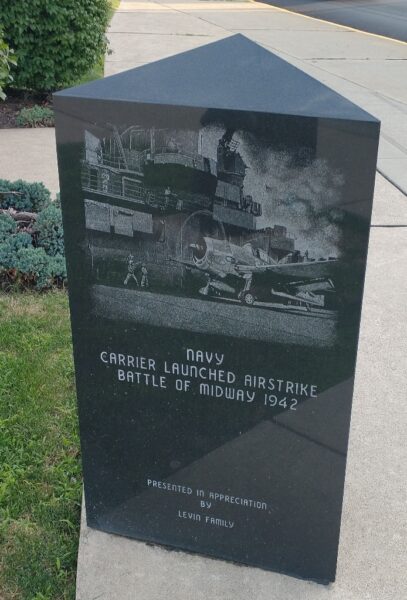 NAVY
CARRIER LAUNCHED AIRSTRIKE
BATTLE OF MIDWAY 1942
PRESENTED IN APPRECIATION
BY
LEVIN FAMILY